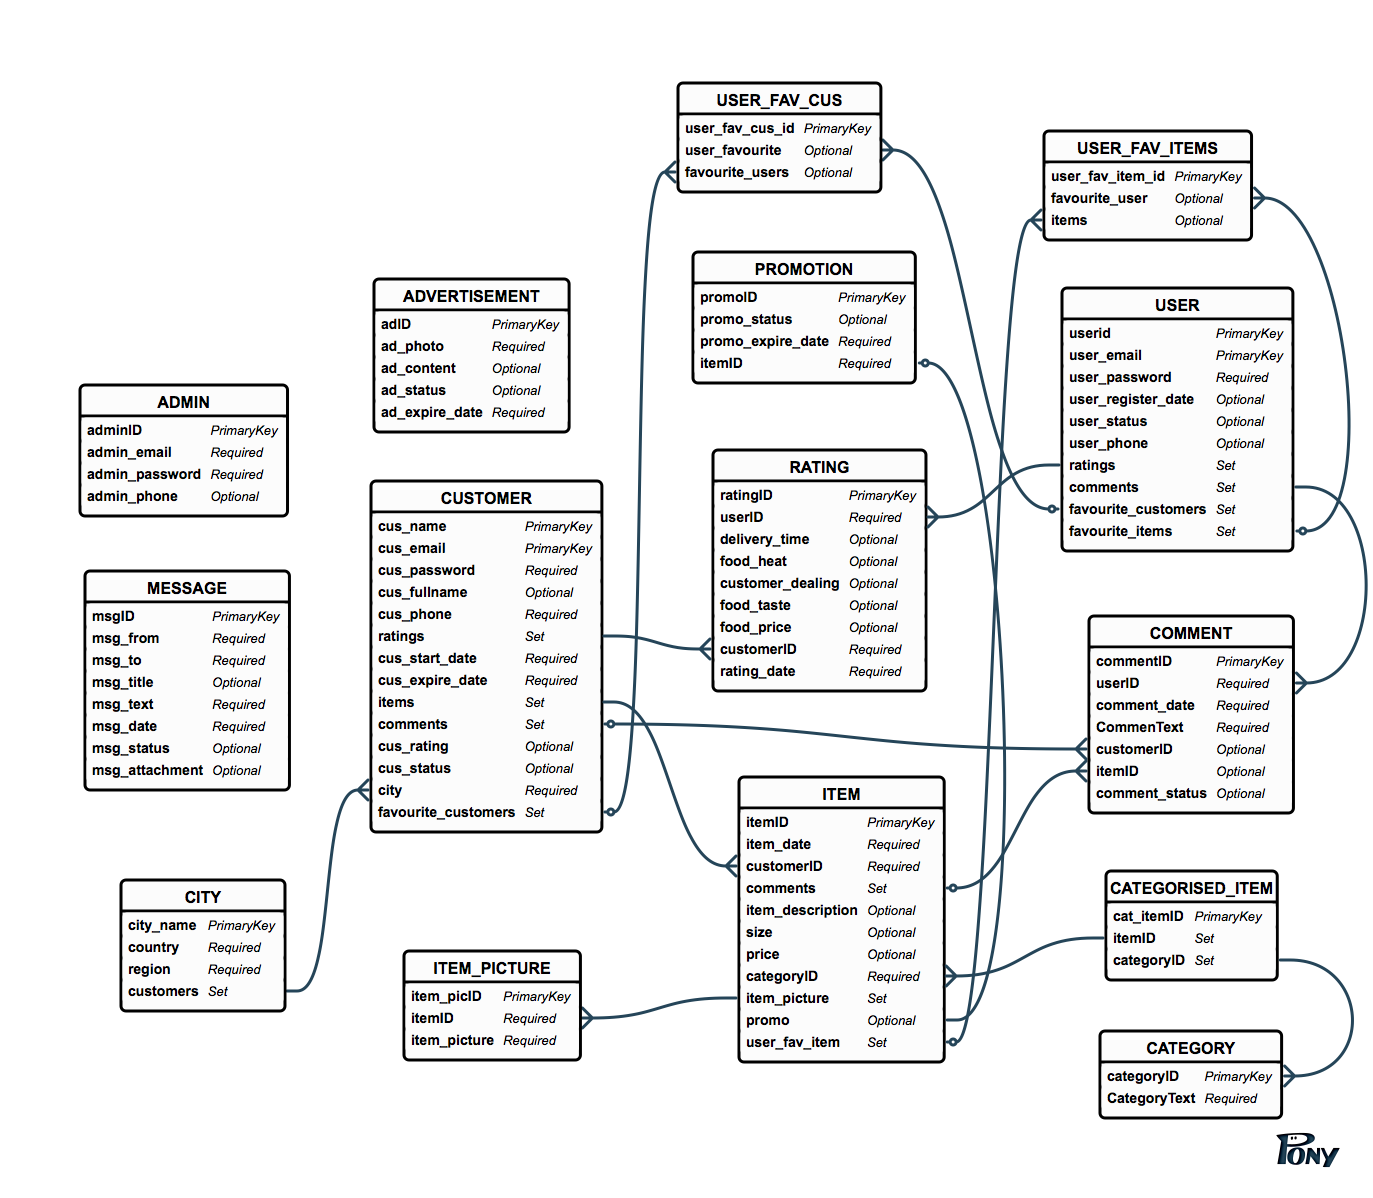 USER_FAV_CUS
user_fav_cus_id PrimaryKey
user_favourite Optional
favourite_users Optional
USER_FAV_ITEMS
user_fav_item_id PrimaryKey
favourite_user Optional
items Optional
PROMOTION
promoID PrimaryKey
promo_status Optional
promo_expire_date Required
itemID Required
ADVERTISEMENT
adID PrimaryKey
ad_photo Required
ad_content Optional
ad_status Optional
ad_expire_date Required
USER
userid PrimaryKey
user_email PrimaryKey
user_password Required
user_register_date Optional
user_status Optional
user_phone Optional
ratings Set
comments Set
favourite_customers Set
favourite_items Set
ADMIN
adminID PrimaryKey
admin_email Required
admin_password Required
admin_phone Optional
RATING
ratingID PrimaryKey
userID Required
delivery_time Optional
food_heat Optional
customer_dealing Optional
food_taste Optional
food_price Optional
customerID Required
rating_date Required
CUSTOMER
cus_name PrimaryKey
cus_email PrimaryKey
cus_password Required
cus_fullname Optional
cus_phone Required
ratings Set
cus_start_date Required
cus_expire_date Required
items Set
comments Set
cus_rating Optional
cus_status Optional
city Required
favourite_customers Set
MESSAGE
msgID PrimaryKey
msg_from Required
msg_to Required
msg_title Optional
msg_text Required
msg_date Required
msg_status Optional
msg_attachment Optional
COMMENT
commentID PrimaryKey
userID Required
comment_date Required
CommenText Required
customerID Optional
itemID Optional
comment_status Optional
ITEM
itemID PrimaryKey
item_date Required
customerID Required
comments Set
item_description Optional
size Optional
price Optional
categoryID Required
item_picture Set
promo Optional
user_fav_item Set
CATEGORISED_ITEM
cat_itemID PrimaryKey
itemID Set
categoryID Set
CITY
city_name PrimaryKey
country Required
region Required
customers Set
ITEM_PICTURE
item_picID PrimaryKey
itemID Required
item_picture Required
CATEGORY
categoryID PrimaryKey
CategoryText Required
PONY